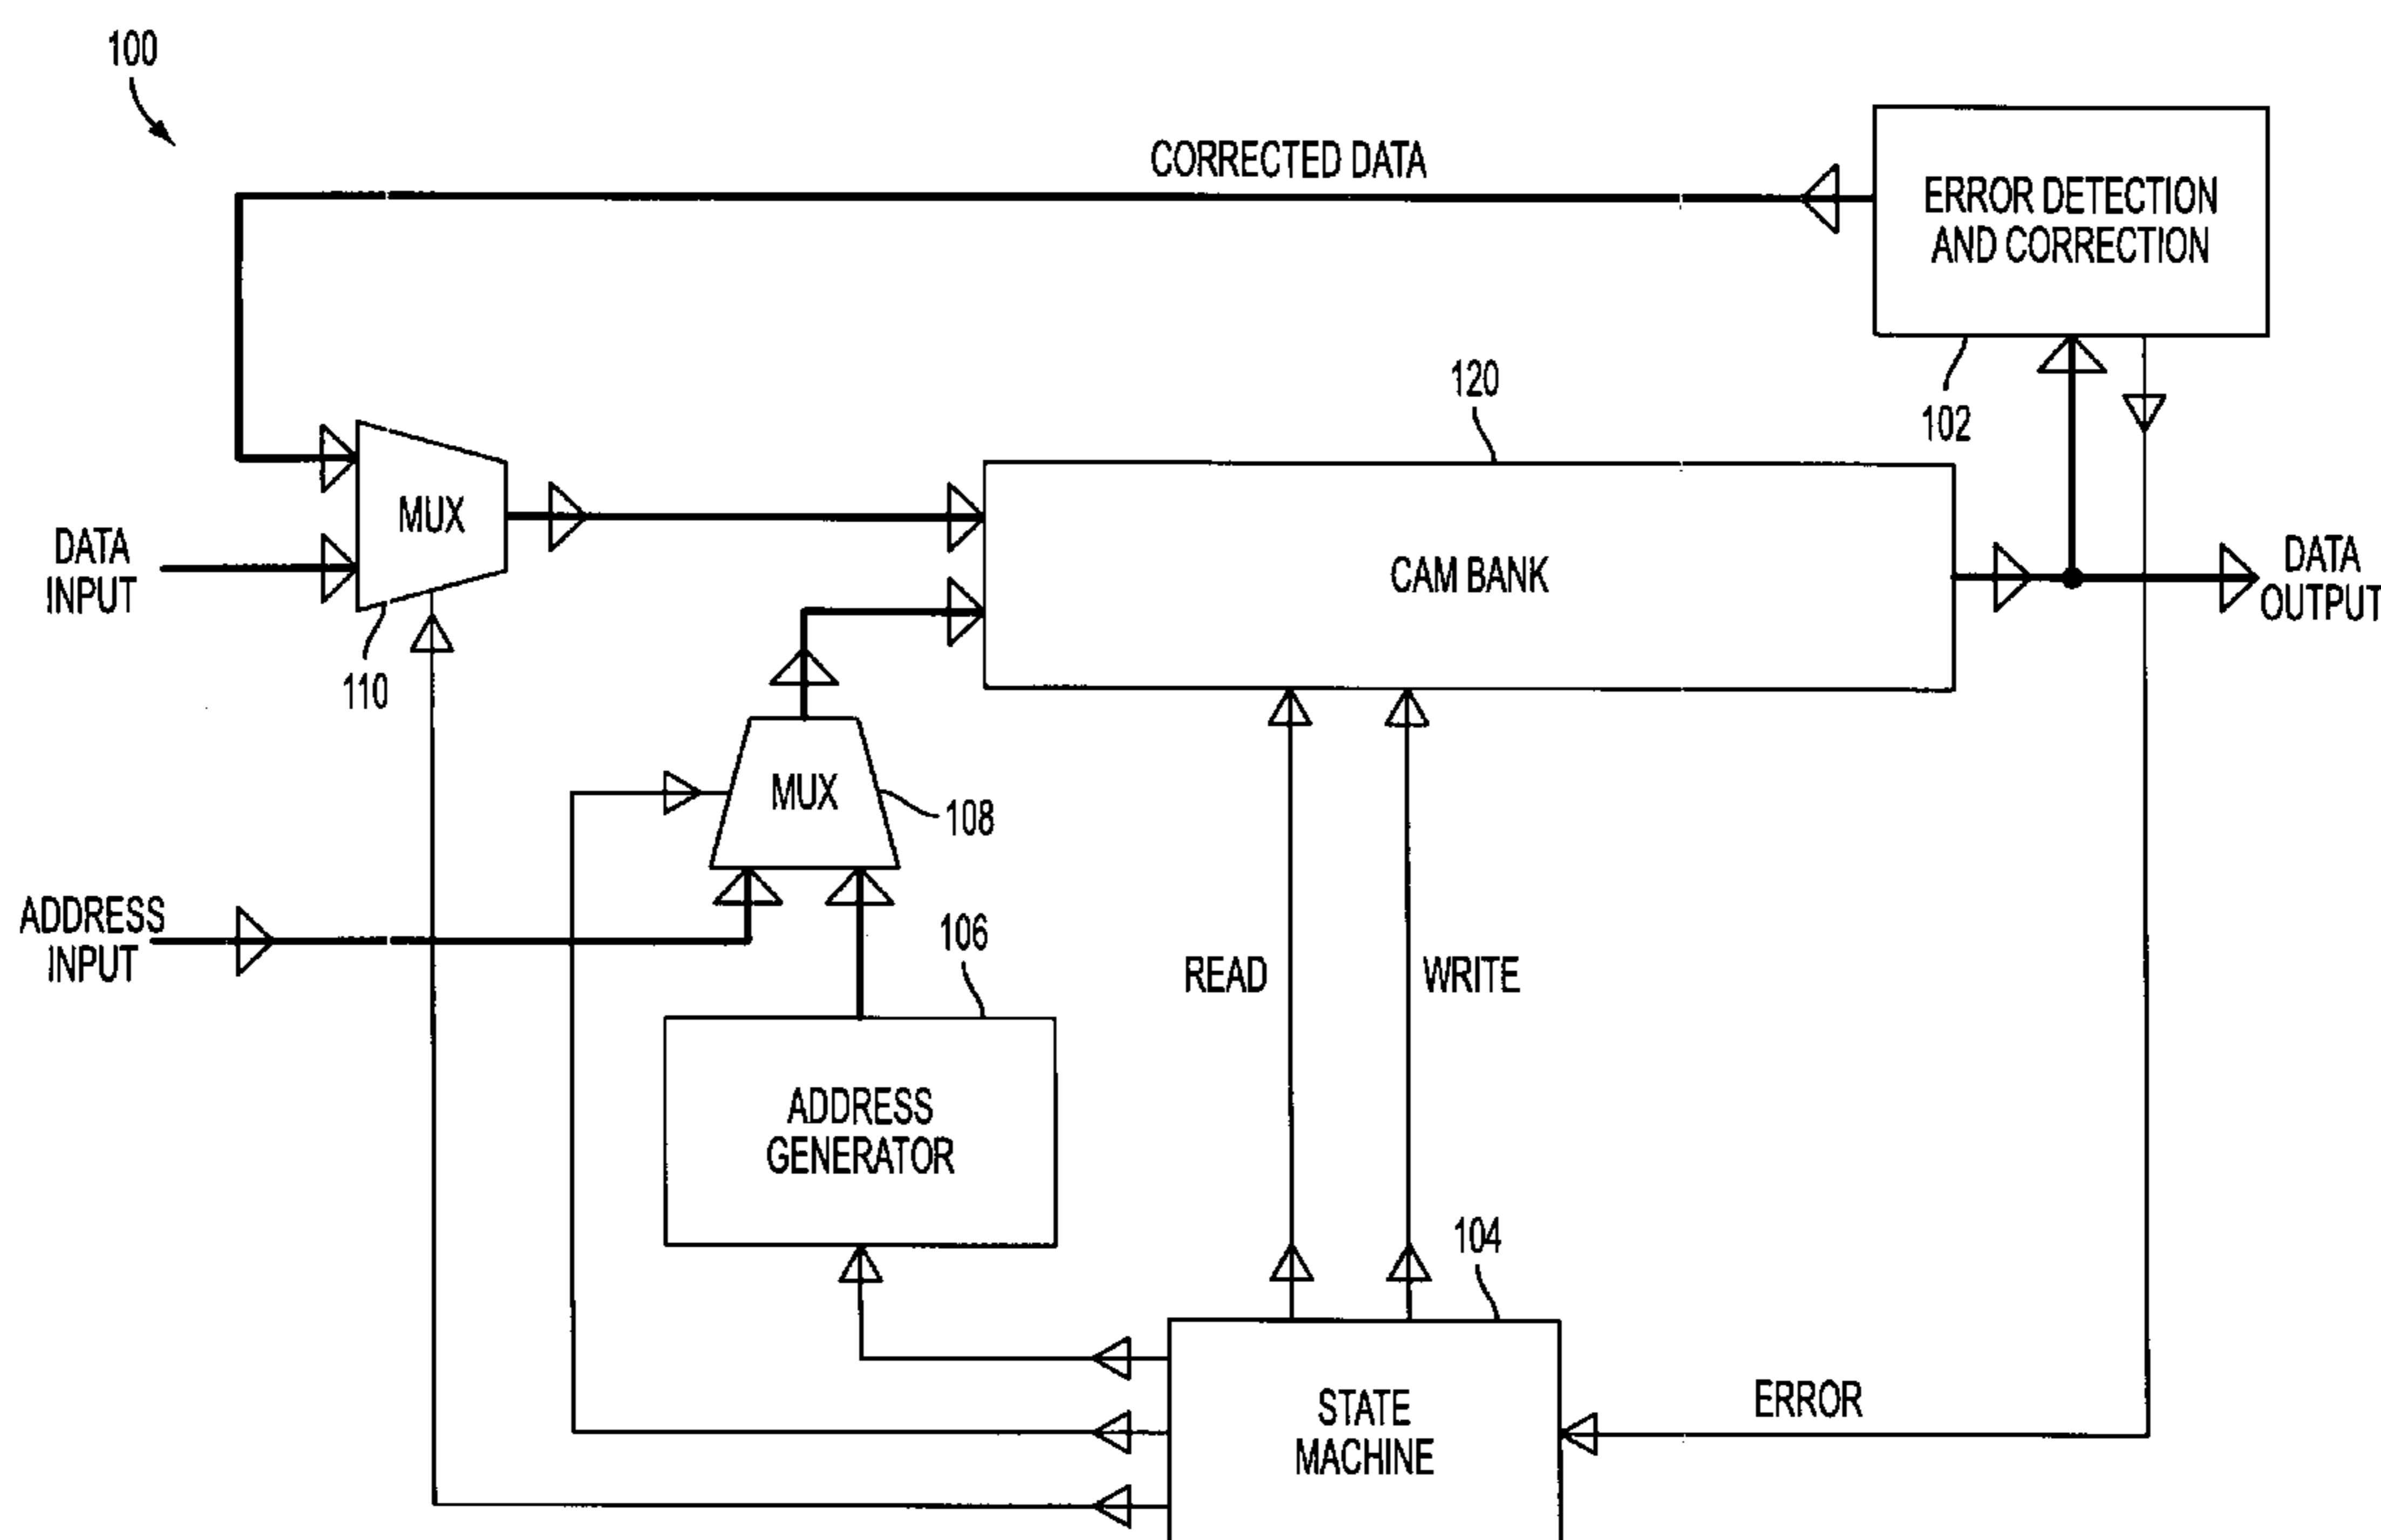 100
CORRECTED DATA
ERROR DETECTION
AND CORRECTION
102
120
MUX
110
DATA
INPUT
CAM BANK
DATA
OUTPUT
MUX
108
ADDRESS
INPUT
106
READ
WRITE
ADDRESS
GENERATOR
104
STATE
MACHINE
ERROR